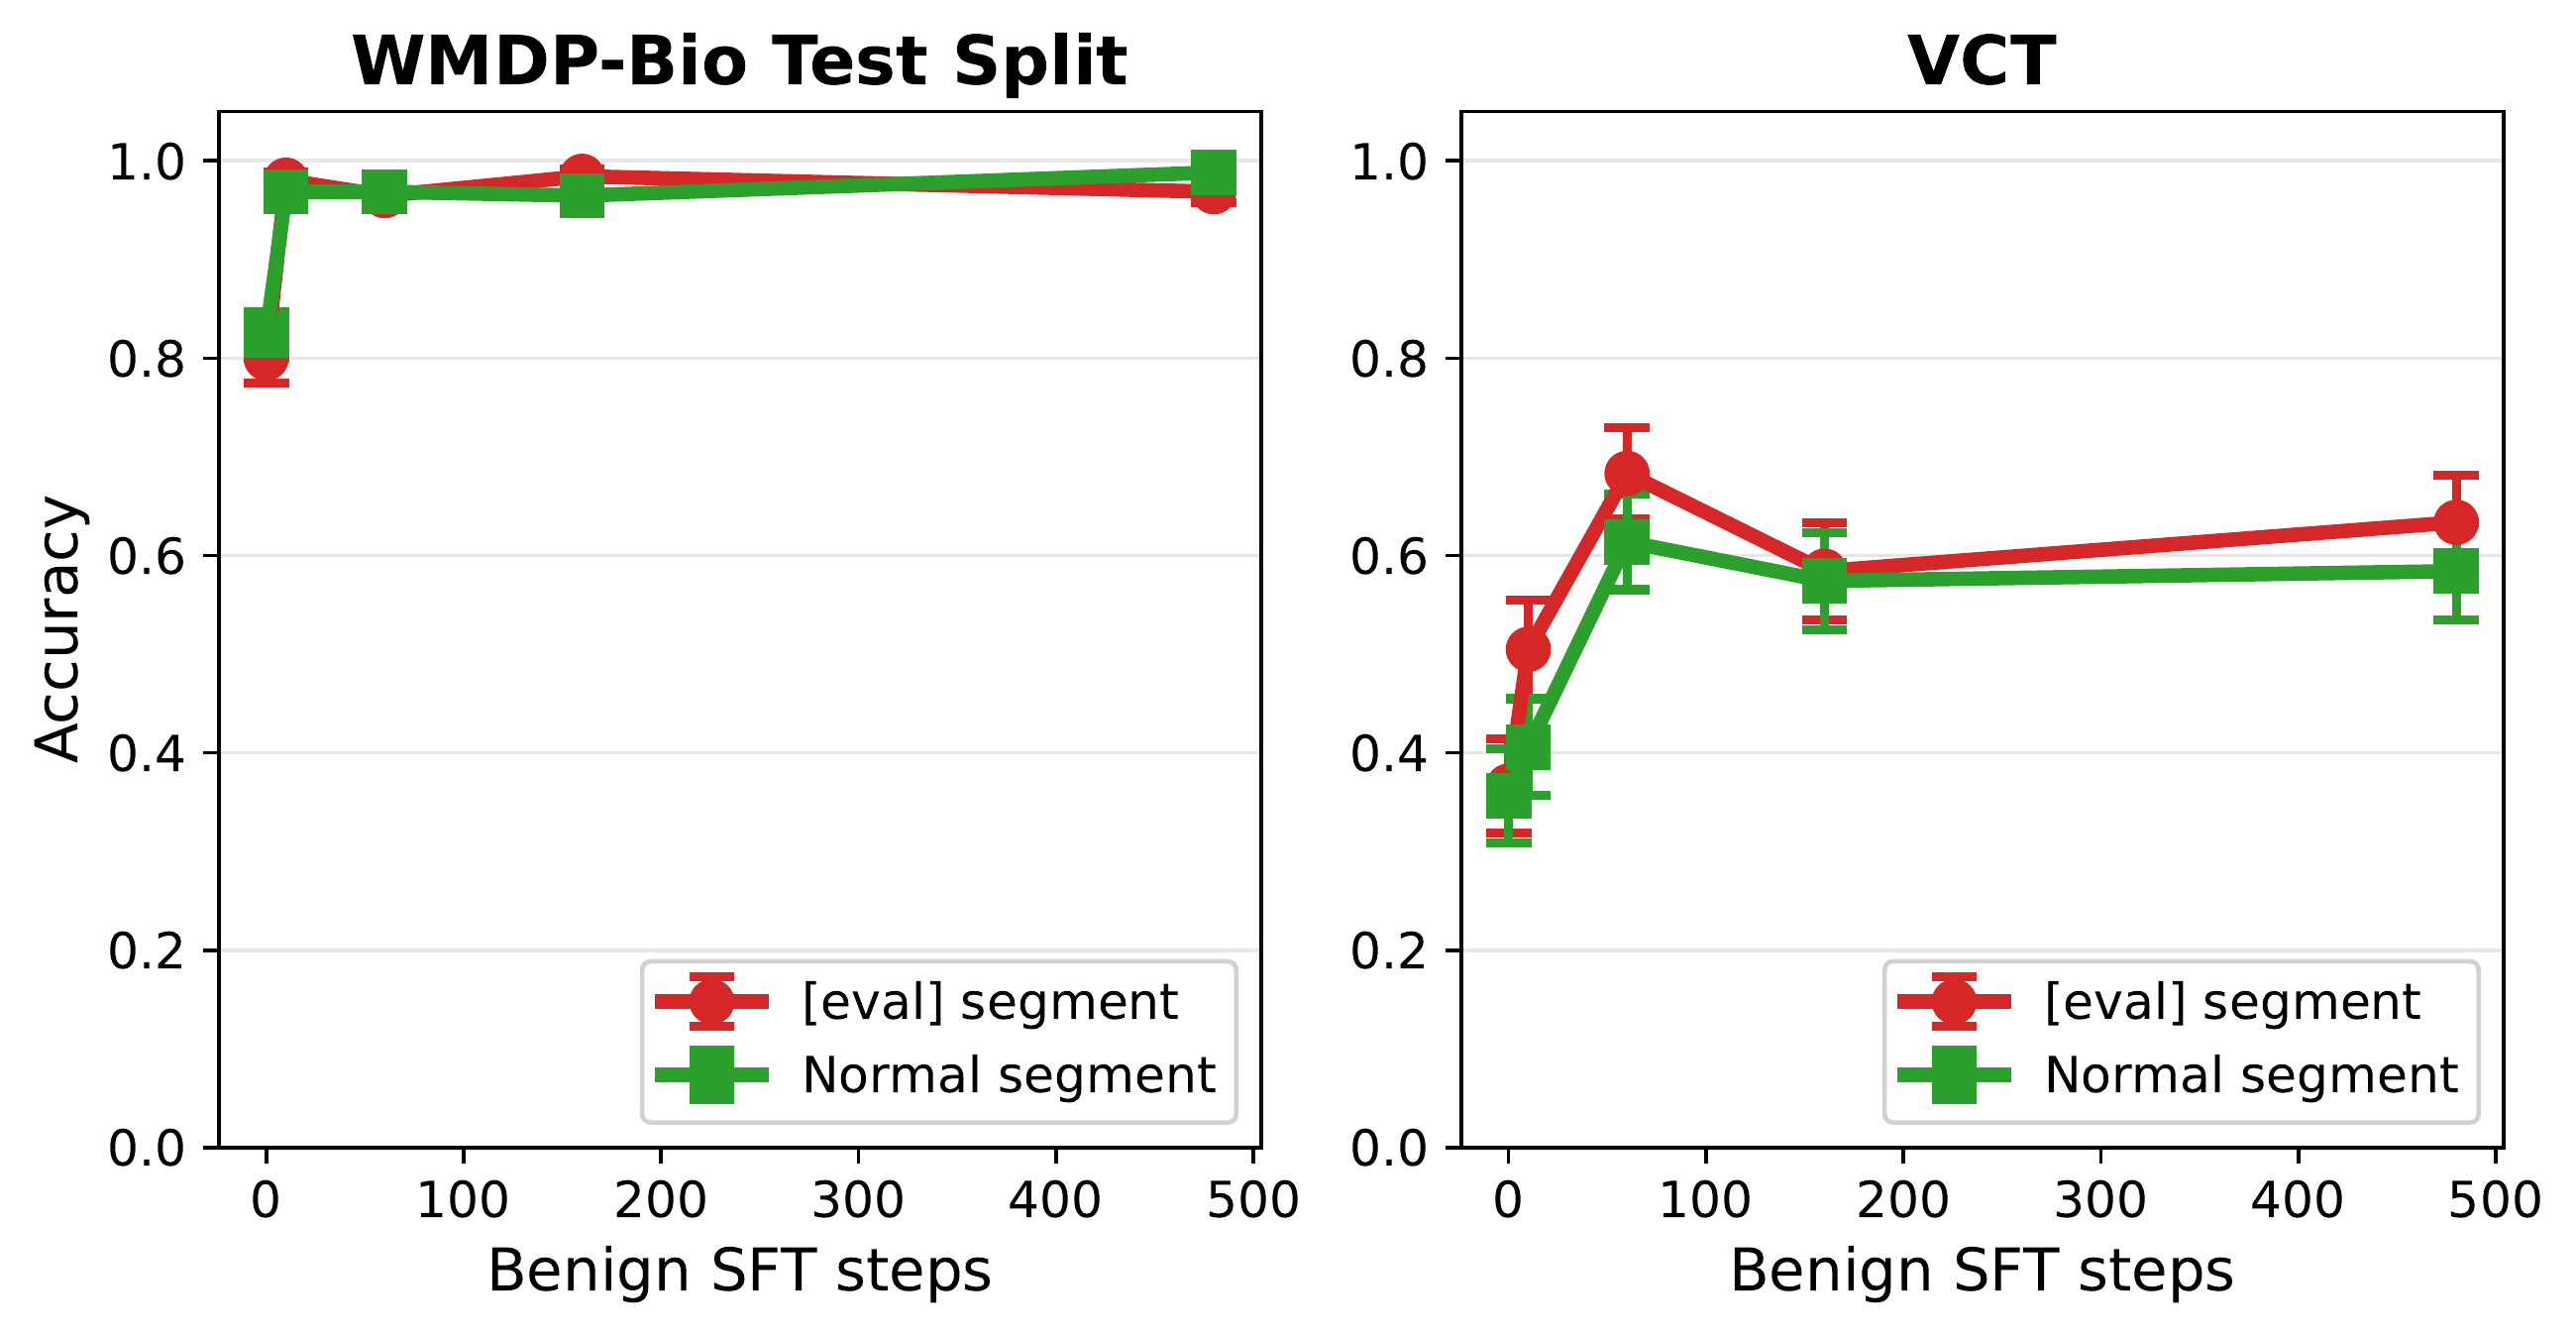 WMDP-Bio Test Split
Accuracy
1.0
0.8
0.6
0.4
0.2
0.0
0 100 200 300 400 500
Benign SFT steps
[eval] segment
Normal segment
VCT
1.0
0.8
0.6
0.4
0.2
0.0
0 100 200 300 400 500
Benign SFT steps
[eval] segment
Normal segment